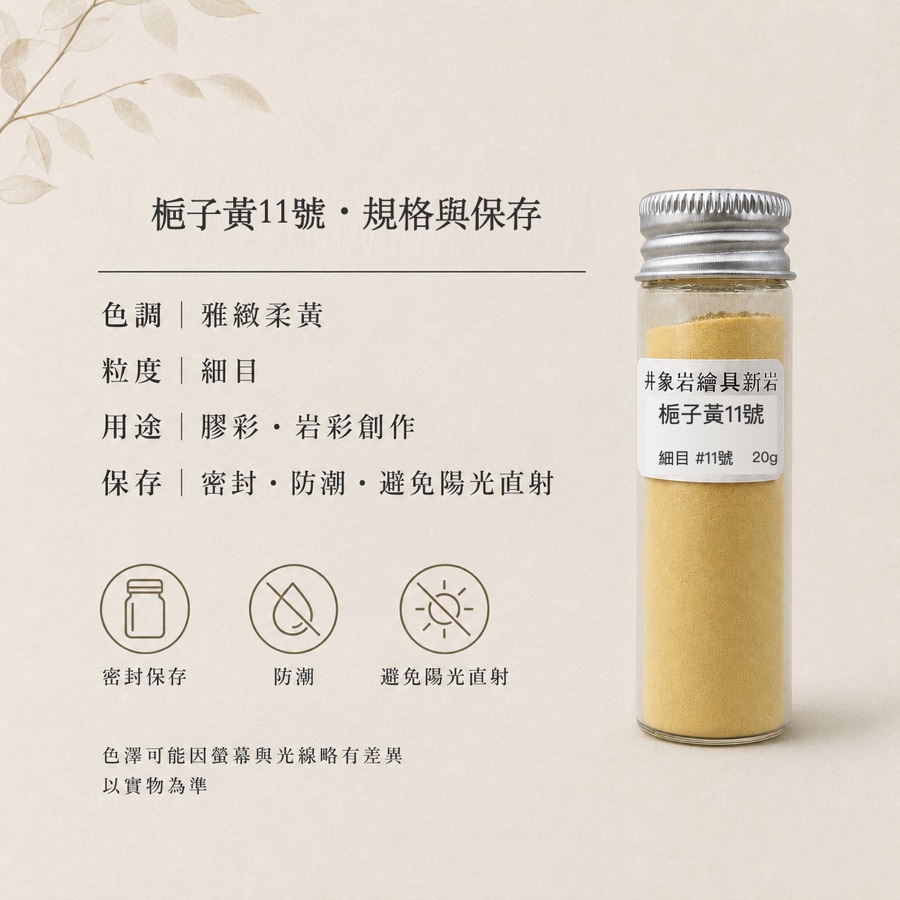 梔子黃11號・規格與保存
色調｜雅緻柔黃
粒度｜細目
用途｜膠彩・岩彩創作
保存｜密封・防潮・避免陽光直射
密封保存
防潮
避免陽光直射
色澤可能因螢幕與光線略有差異
以實物為準
井象岩繪具新岩
梔子黃11號
細目 #11號 20g